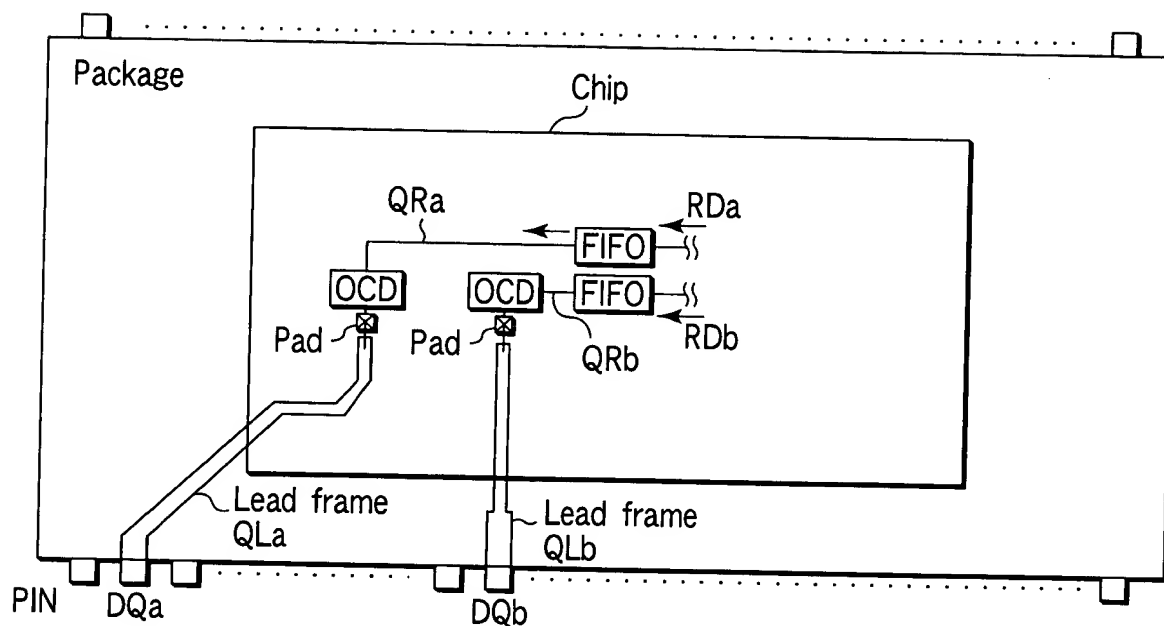 Package
Chip
QRa
RDa
FIFO
OCD
OCD
FIFO
Pad
Pad
QRb
RDb
Lead frame
QLa
Lead frame
QLb
PIN
DQa
DQb